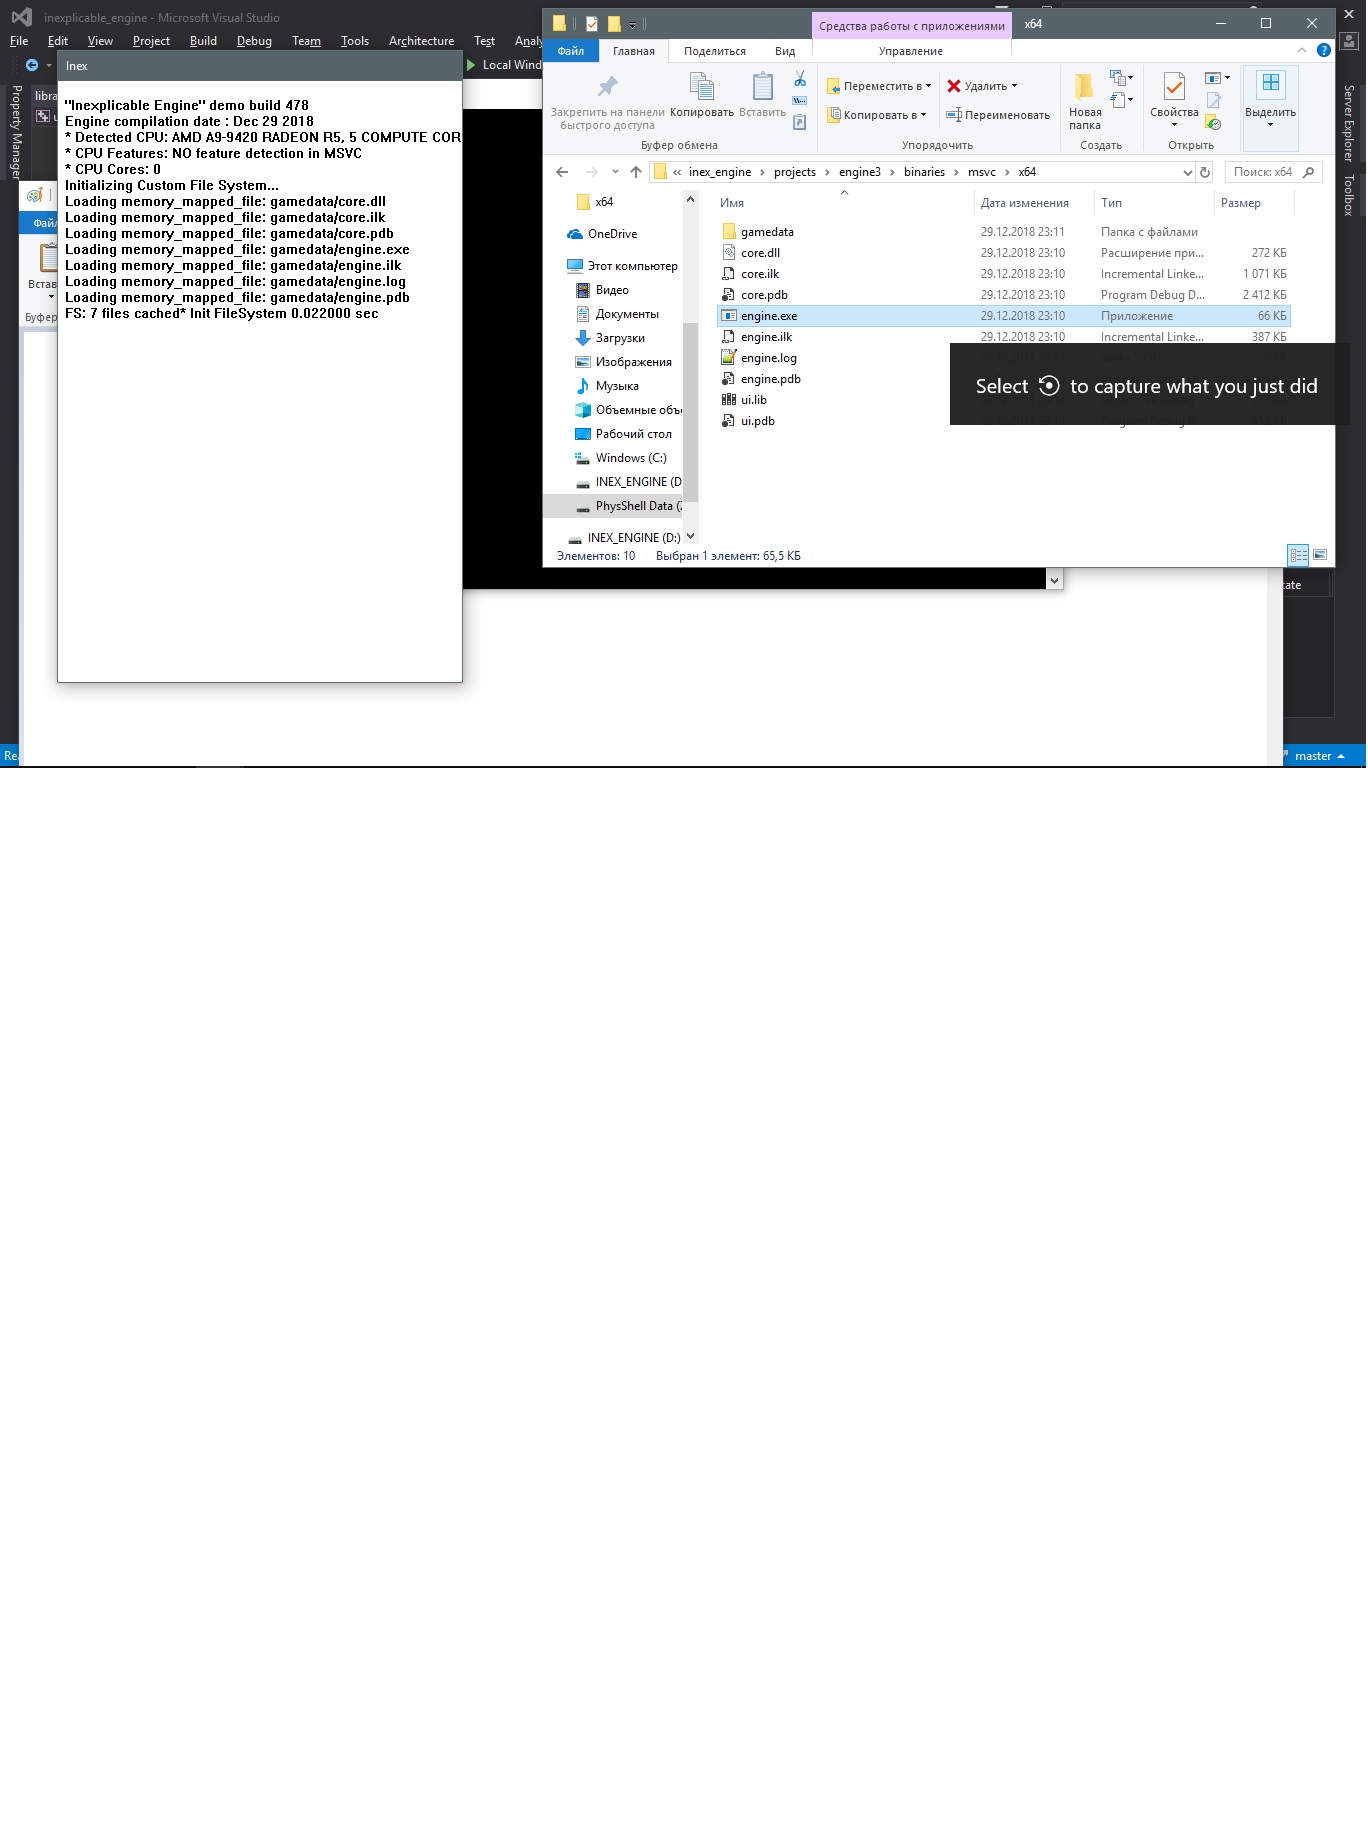 inexplicable_engine - Microsoft Visual Studio
File Edit View Project Build Debug Team Tools Architecture Test
Local Wind
Property Manager
Server Explorer
Toolbox
Inex
"Inexplicable Engine" demo build 478
Engine compilation date : Dec 29 2018
* Detected CPU: AMD A9-9420 RADEON R5, 5 COMPUTE COR
* CPU Features: NO feature detection in MSVC
* CPU Cores: 0
Initializing Custom File System...
Loading memory_mapped_file: gamedata/core.dll
Loading memory_mapped_file: gamedata/core.ilk
Loading memory_mapped_file: gamedata/core.pdb
Loading memory_mapped_file: gamedata/engine.exe
Loading memory_mapped_file: gamedata/engine.ilk
Loading memory_mapped_file: gamedata/engine.log
Loading memory_mapped_file: gamedata/engine.pdb
FS: 7 files cached* Init FileSystem 0.022000 sec
Файл
Встав
Буфер
Средства работы с приложениями x64
Файл Главная Поделиться Вид Управление
Закрепить на панели быстрого доступа
Копировать
Вставить
Переместить в
Копировать в
Удалить
Переименовать
Новая папка
Свойства
Выделить
Буфер обмена Упорядочить Создать Открыть
« inex_engine › projects › engine3 › binaries › msvc › x64
Поиск: x64
x64
OneDrive
Этот компьютер
Видео
Документы
Загрузки
Изображения
Музыка
Объемные объ
Рабочий стол
Windows (C:)
INEX_ENGINE (D
PhysShell Data (
INEX_ENGINE (D:)
Имя Дата изменения Тип Размер
gamedata 29.12.2018 23:11 Папка с файлами
core.dll 29.12.2018 23:10 Расширение при... 272 КБ
core.ilk 29.12.2018 23:10 Incremental Linke... 1 071 КБ
core.pdb 29.12.2018 23:10 Program Debug D... 2 412 КБ
engine.exe 29.12.2018 23:10 Приложение 66 КБ
engine.ilk 29.12.2018 23:10 Incremental Linke... 387 КБ
engine.log
engine.pdb
ui.lib
ui.pdb
Select to capture what you just did
Элементов: 10 Выбран 1 элемент: 65,5 КБ
master